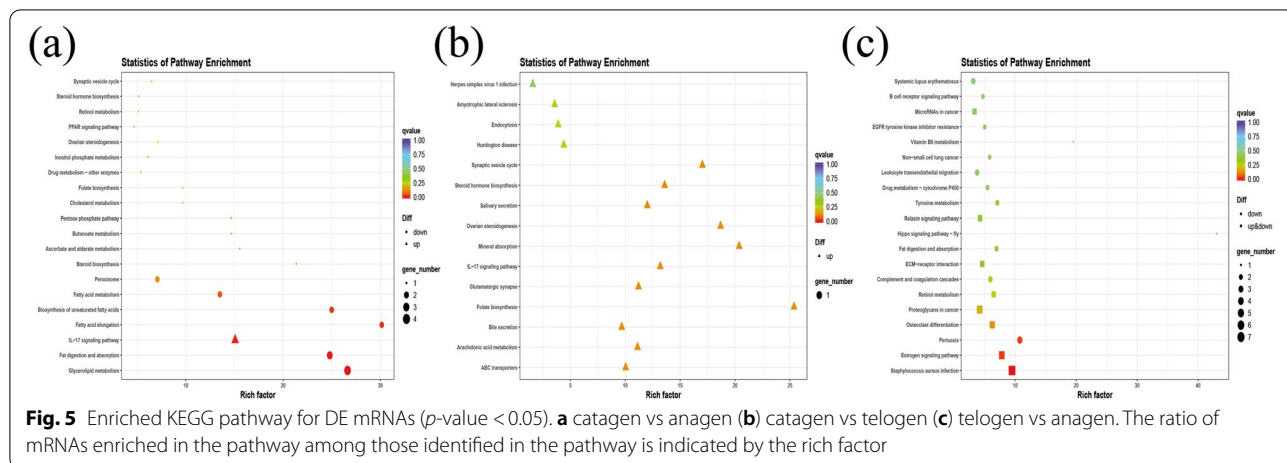 (a)
Statistics of Pathway Enrichment
Synaptic vesicle cycle
Steroid hormone biosynthesis
Retinol metabolism
PPAR signaling pathway
Ovarian steroidogenesis
Inositol phosphate metabolism
Drug metabolism − other enzymes
Folate biosynthesis
Cholesterol metabolism
Pentose phosphate pathway
Butanoate metabolism
Ascorbate and aldarate metabolism
Steroid biosynthesis
Peroxisome
Fatty acid metabolism
Biosynthesis of unsaturated fatty acids
Fatty acid elongation
IL−17 signaling pathway
Fat digestion and absorption
Glycerolipid metabolism
10 20 30
Rich factor
qvalue
1.00
0.75
0.50
0.25
0.00
Diff
down
up
gene_number
1
2
3
4
(b)
Statistics of Pathway Enrichment
Herpes simplex virus 1 infection
Amyotrophic lateral sclerosis
Endocytosis
Huntington disease
Synaptic vesicle cycle
Steroid hormone biosynthesis
Salivary secretion
Ovarian steroidogenesis
Mineral absorption
IL−17 signaling pathway
Glutamatergic synapse
Folate biosynthesis
Bile secretion
Arachidonic acid metabolism
ABC transporters
5 10 15 20 25
Rich factor
qvalue
1.00
0.75
0.50
0.25
0.00
Diff
up
gene_number
1
(c)
Statistics of Pathway Enrichment
Systemic lupus erythematosus
B cell receptor signaling pathway
MicroRNAs in cancer
EGFR tyrosine kinase inhibitor resistance
Vitamin B6 metabolism
Non−small cell lung cancer
Leukocyte transendothelial migration
Drug metabolism − cytochrome P450
Tyrosine metabolism
Relaxin signaling pathway
Hippo signaling pathway − fly
Fat digestion and absorption
ECM−receptor interaction
Complement and coagulation cascades
Retinol metabolism
Proteoglycans in cancer
Osteoclast differentiation
Pertussis
Estrogen signaling pathway
Staphylococcus aureus infection
10 20 30 40
Rich factor
qvalue
1.00
0.75
0.50
0.25
0.00
Diff
down
up&down
gene_number
1
2
3
4
5
6
7
Fig. 5 Enriched KEGG pathway for DE mRNAs (p-value < 0.05). a catagen vs anagen (b) catagen vs telogen (c) telogen vs anagen. The ratio of
mRNAs enriched in the pathway among those identified in the pathway is indicated by the rich factor